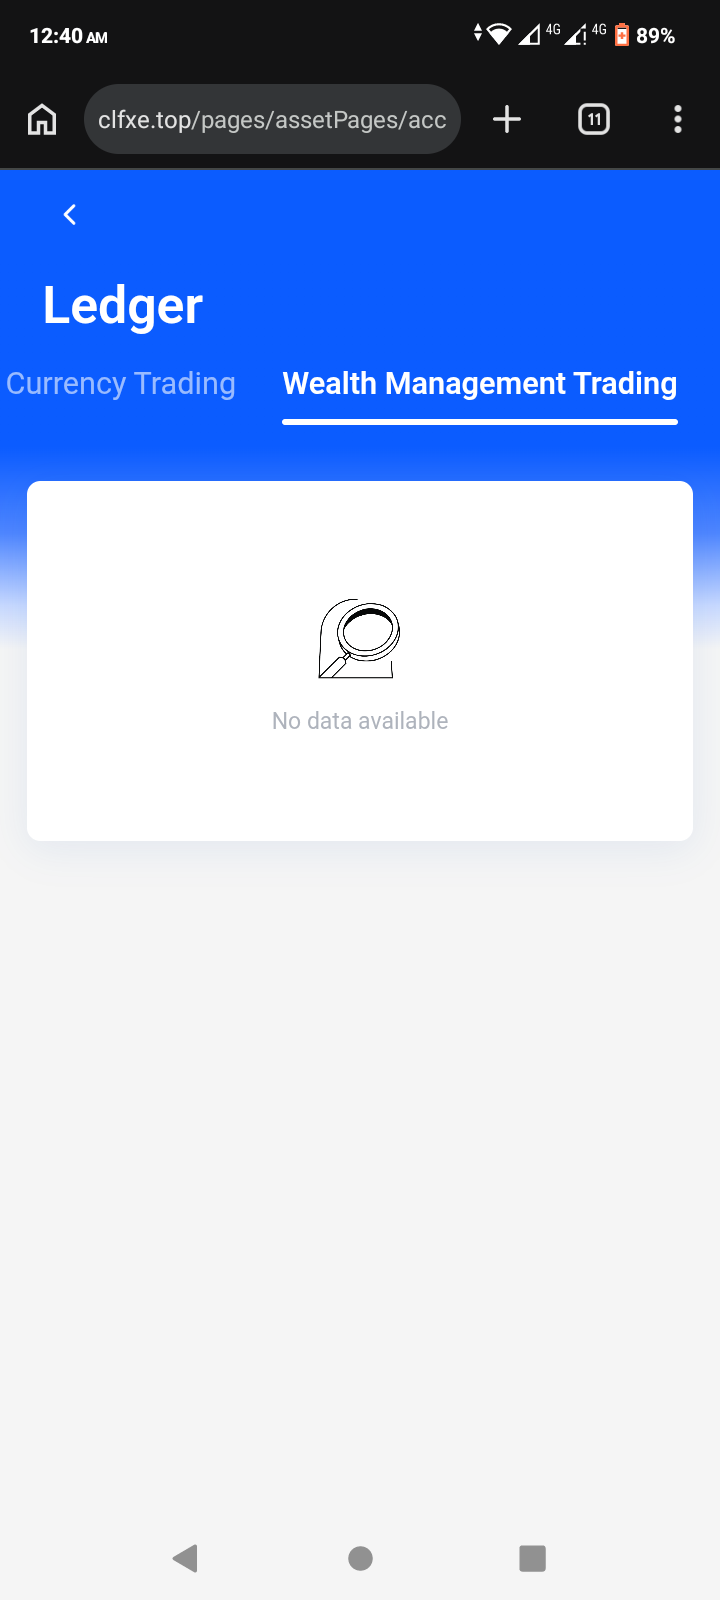 12:40 AM 4G 4G 89%
clfxe.top/pages/assetPages/acc 11
Ledger
Currency Trading Wealth Management Trading
No data available